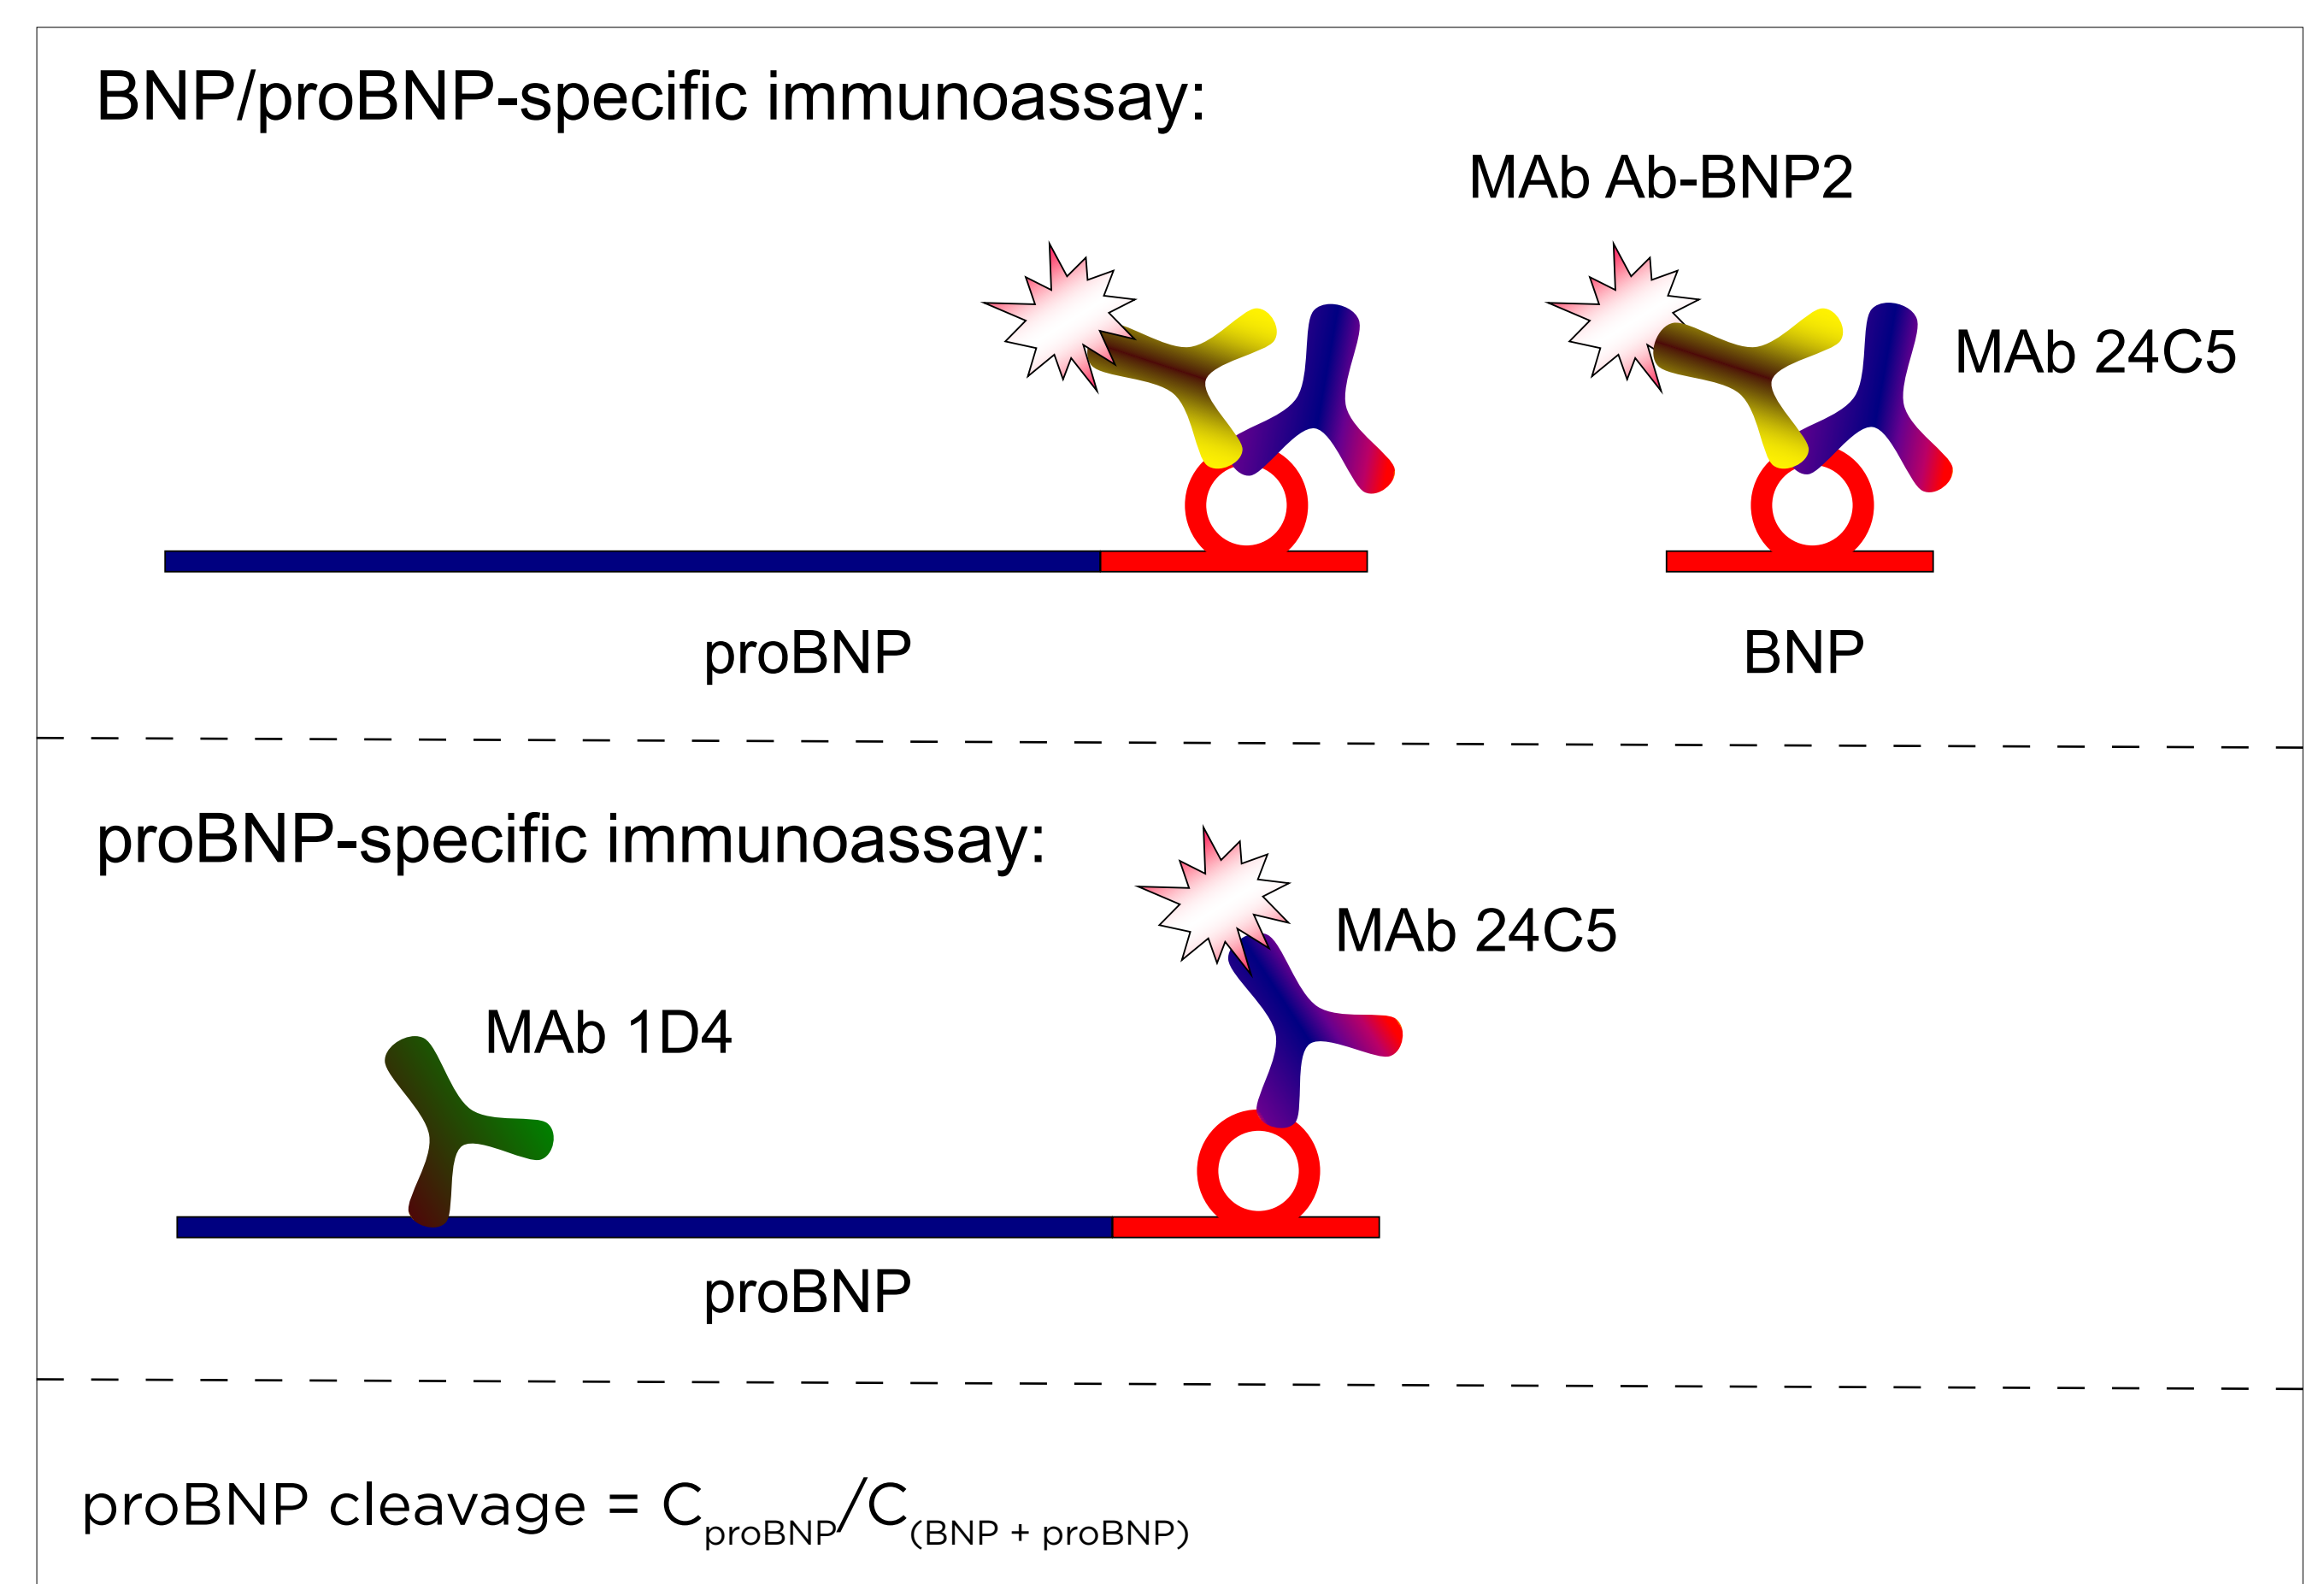 BNP/proBNP-specific immunoassay:
MAb Ab-BNP2
MAb 24C5
proBNP
BNP
proBNP-specific immunoassay:
MAb 24C5
MAb 1D4
proBNP
proBNP cleavage = CproBNP/C(BNP + proBNP)